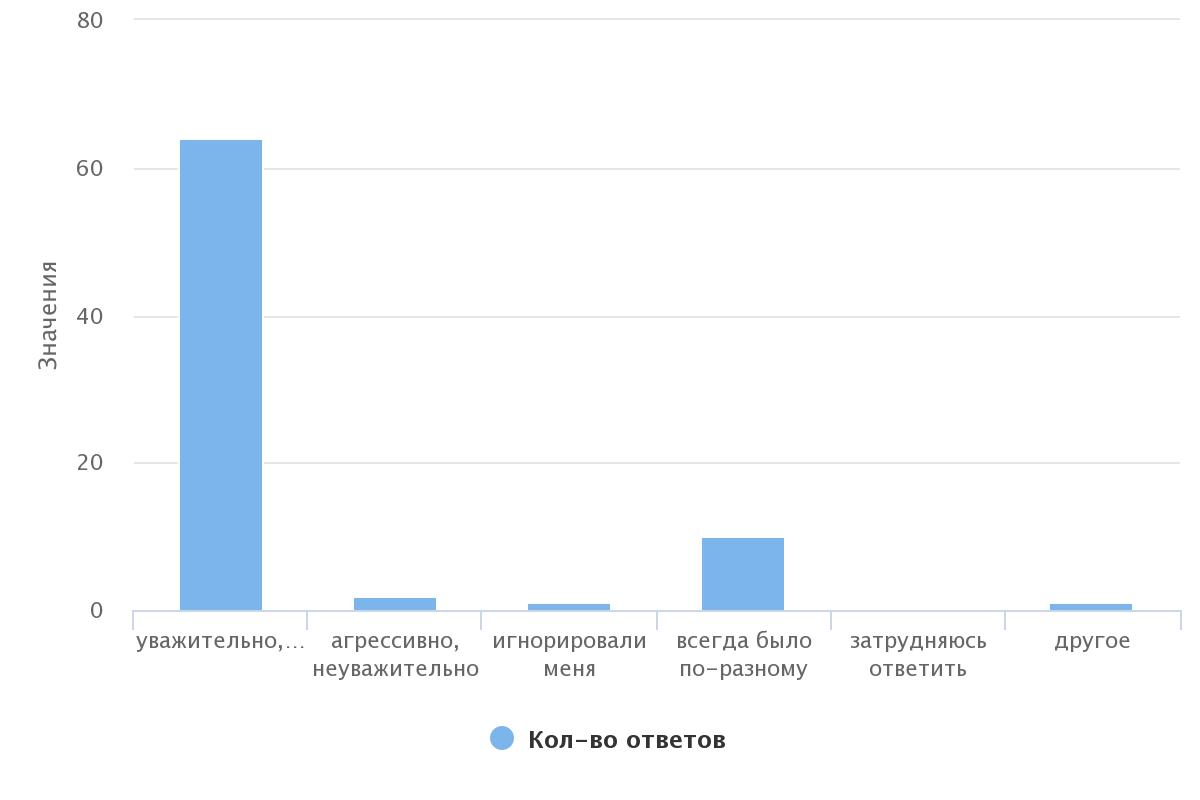 80
60
40
20
0
Значения
уважительно,...
агрессивно,
неуважительно
игнорировали
меня
всегда было
по-разному
затрудняюсь
ответить
другое
Кол-во ответов